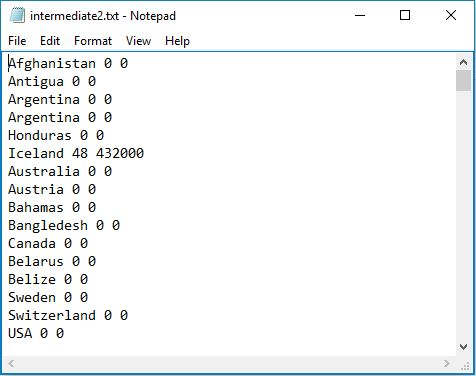 intermediate2.txt - Notepad
File Edit Format View Help
Afghanistan 0 0
Antigua 0 0
Argentina 0 0
Argentina 0 0
Honduras 0 0
Iceland 48 432000
Australia 0 0
Austria 0 0
Bahamas 0 0
Bangledesh 0 0
Canada 0 0
Belarus 0 0
Belize 0 0
Sweden 0 0
Switzerland 0 0
USA 0 0